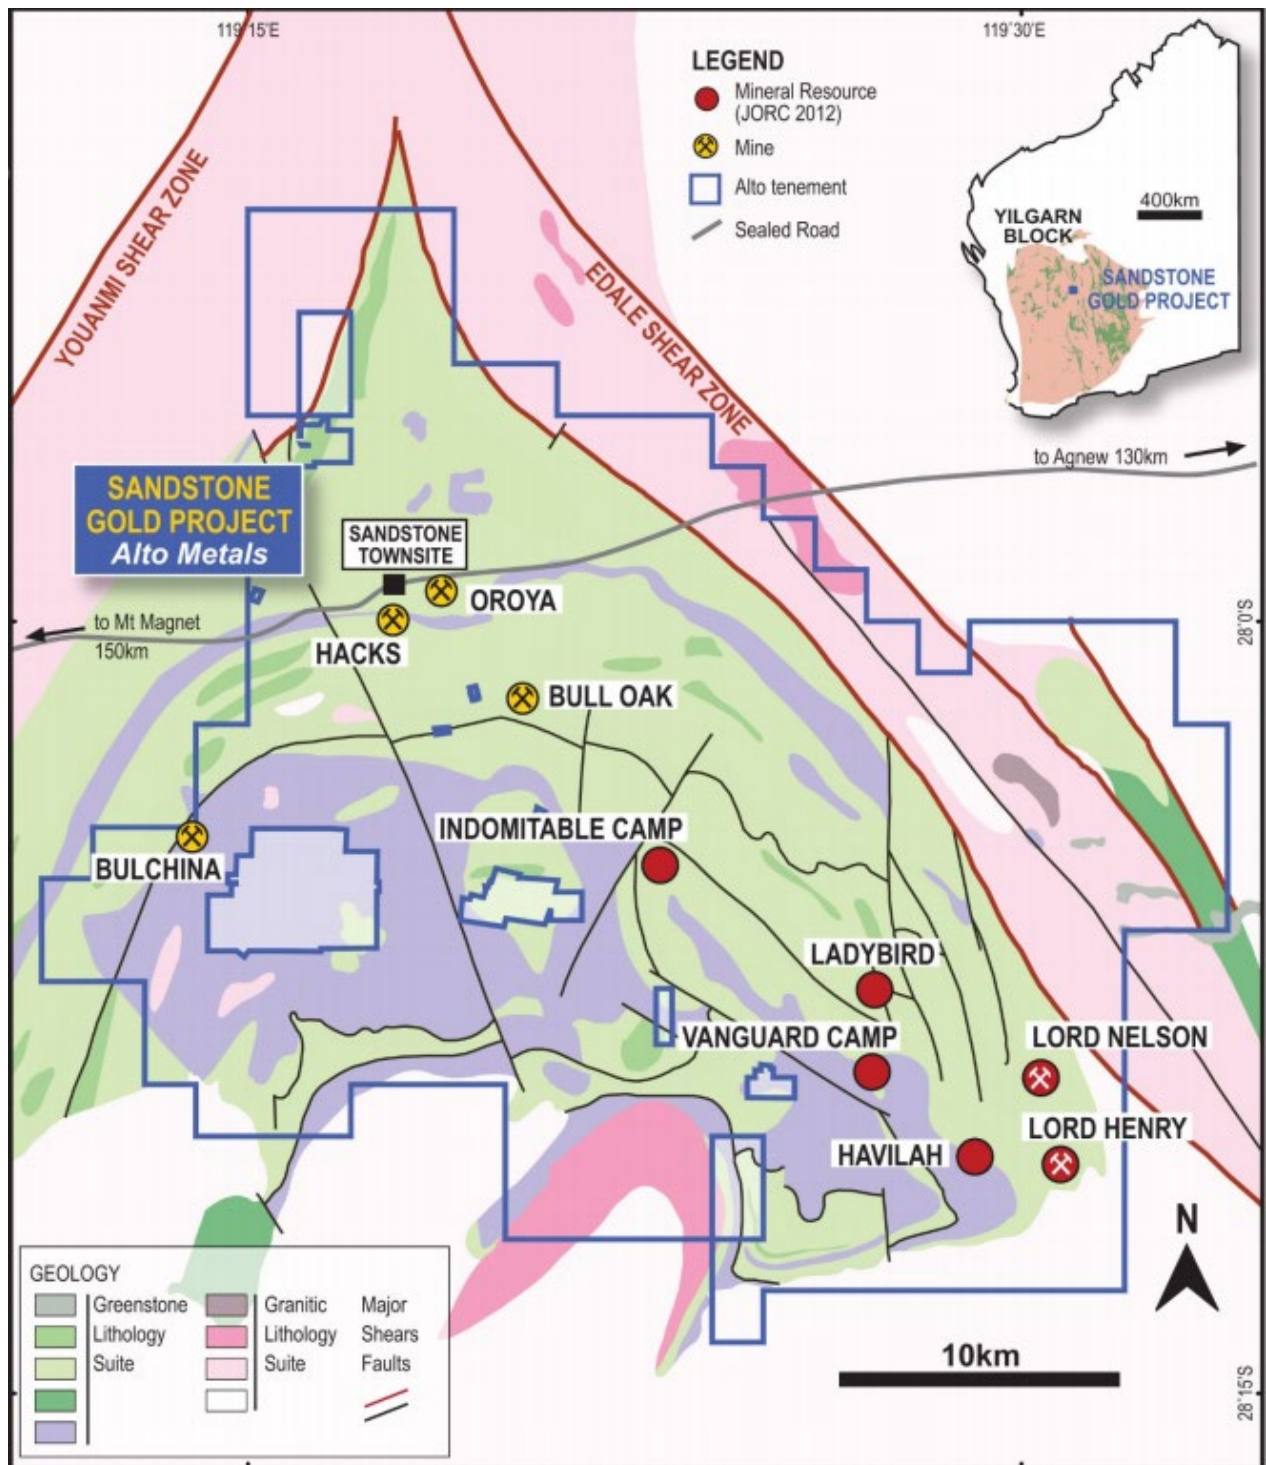 119°15'E
119°30'E
LEGEND
Mineral Resource
(JORC 2012)
Mine
Alto tenement
Sealed Road
400km
YILGARN
BLOCK
SANDSTONE
GOLD PROJECT
YOUANMI SHEAR ZONE
EDALE SHEAR ZONE
to Agnew 130km
SANDSTONE
GOLD PROJECT
Alto Metals
SANDSTONE
TOWNSITE
OROYA
to Mt Magnet
150km
HACKS
28°0'S
BULL OAK
INDOMITABLE CAMP
BULCHINA
LADYBIRD
VANGUARD CAMP
LORD NELSON
LORD HENRY
HAVILAH
N
GEOLOGY
Greenstone
Lithology
Suite
Granitic
Lithology
Suite
Major
Shears
Faults
10km
28°15'S